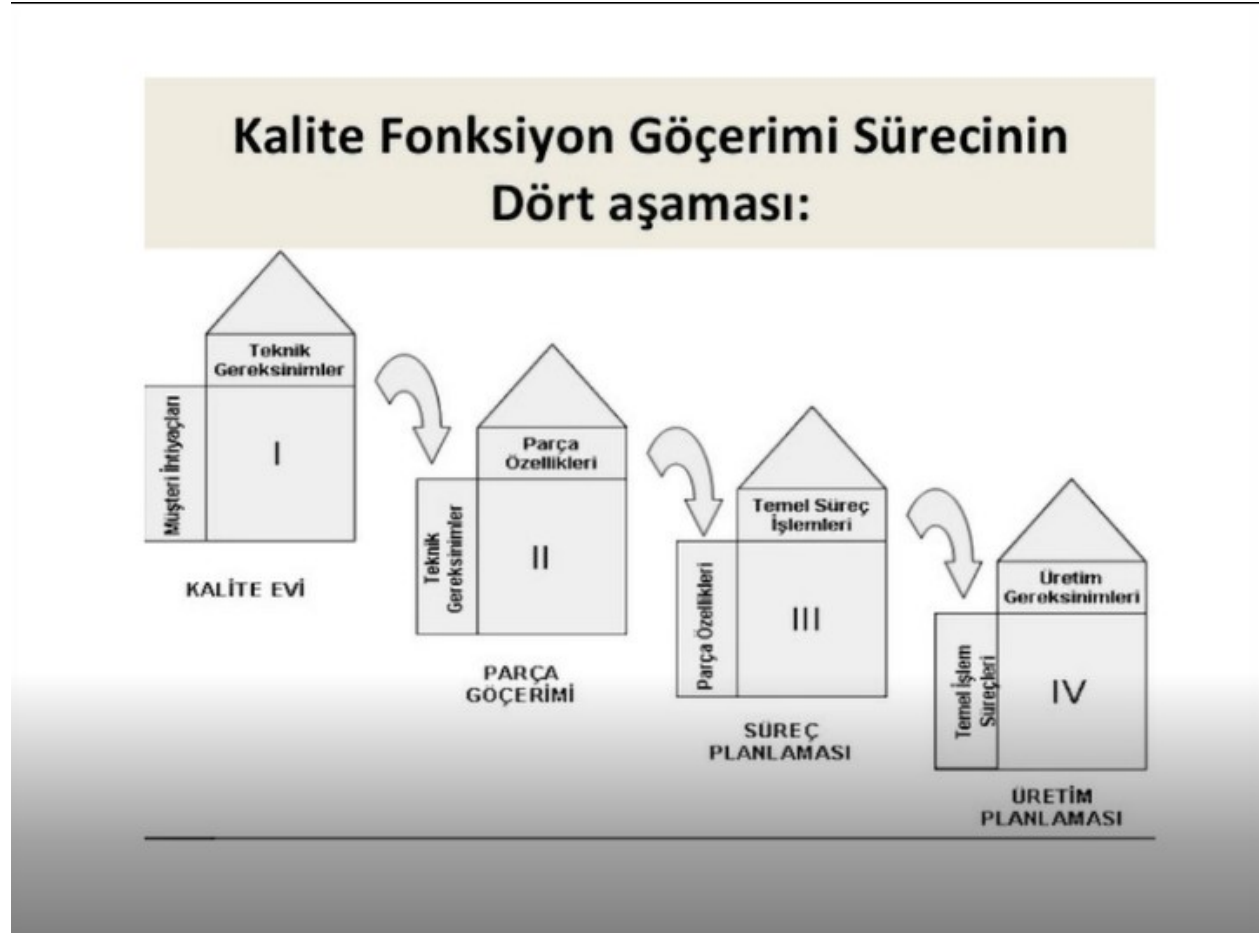 Kalite Fonksiyon Göçerimi Sürecinin
Dört aşaması:
Teknik
Gereksinimler
Müşteri İhtiyaçları
I
KALİTE EVİ
Parça
Özellikleri
Teknik
Gereksinimler
II
PARÇA
GÖÇERİMİ
Temel Süreç
İşlemleri
Parça Özellikleri
III
SÜREÇ
PLANLAMASI
Üretim
Gereksinimleri
Temel İşlem
Süreçleri
IV
ÜRETİM
PLANLAMASI